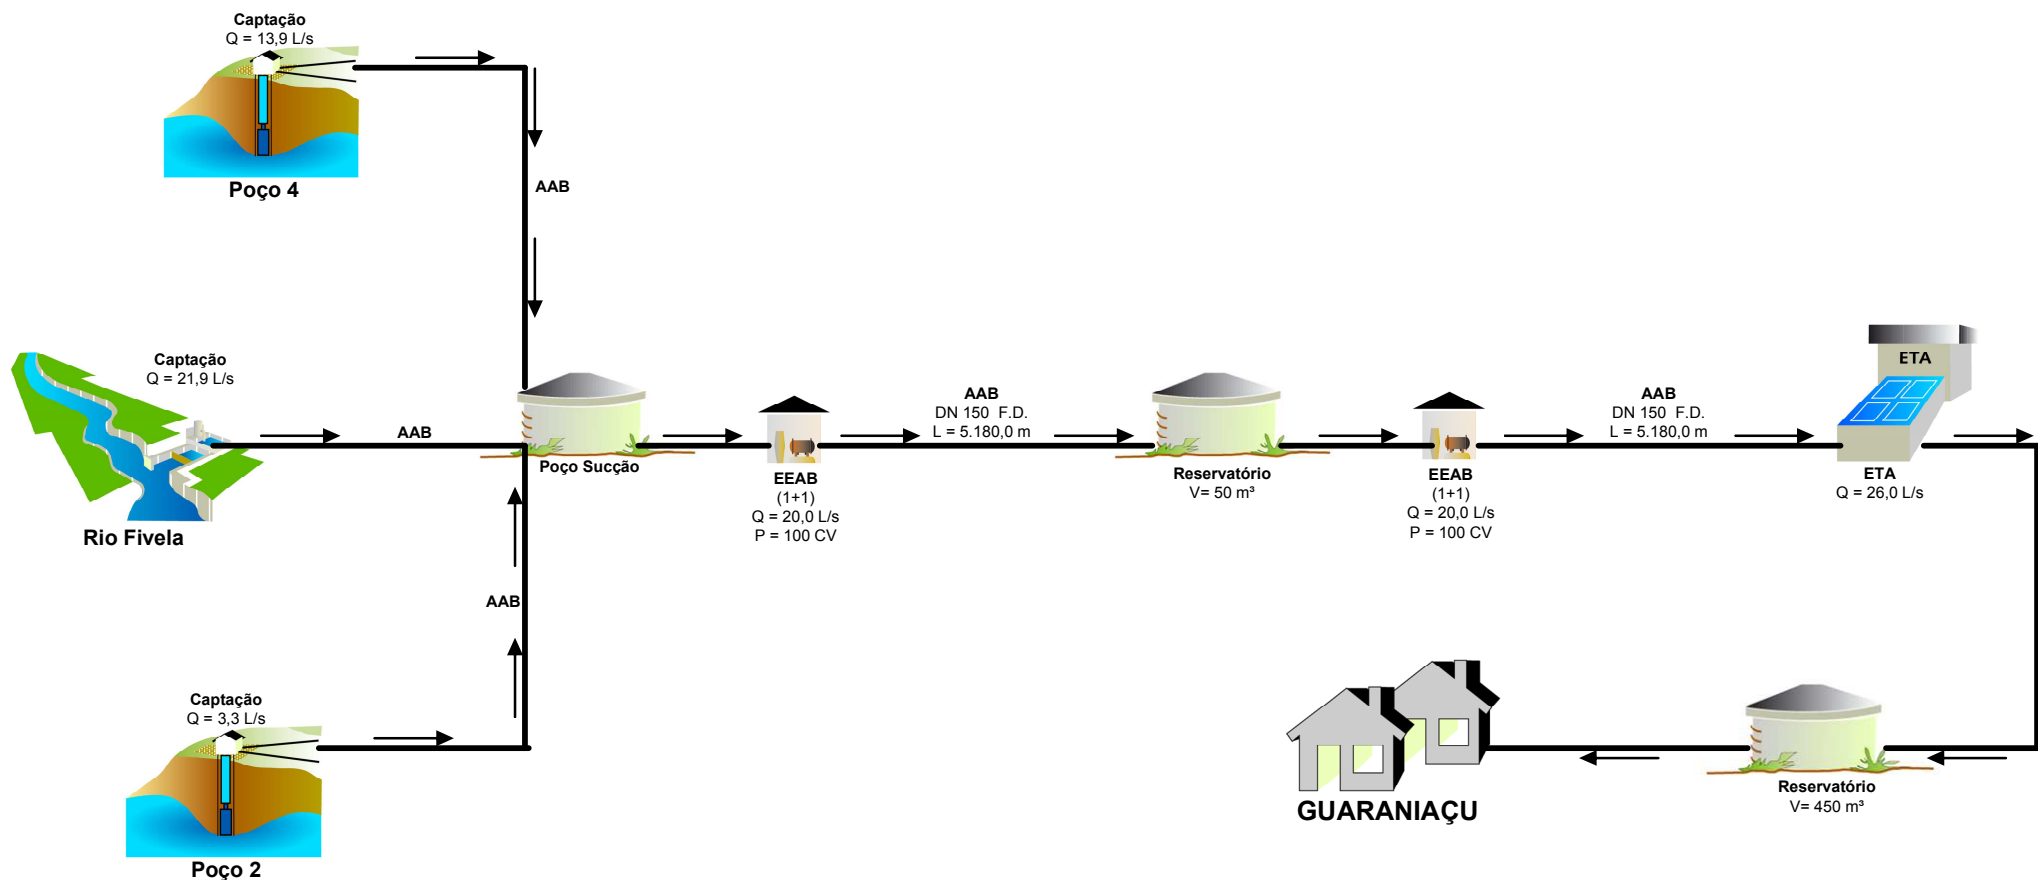 Captação
Q = 13,9 L/s
Poço 4
AAB
Captação
Q = 21,9 L/s
Rio Fivela
AAB
Poço Sucção
EEAB
(1+1)
Q = 20,0 L/s
P = 100 CV
AAB
DN 150 F.D.
L = 5.180,0 m
Reservatório
V= 50 m³
EEAB
(1+1)
Q = 20,0 L/s
P = 100 CV
AAB
DN 150 F.D.
L = 5.180,0 m
ETA
ETA
Q = 26,0 L/s
AAB
Captação
Q = 3,3 L/s
Poço 2
GUARANIAÇU
Reservatório
V= 450 m³